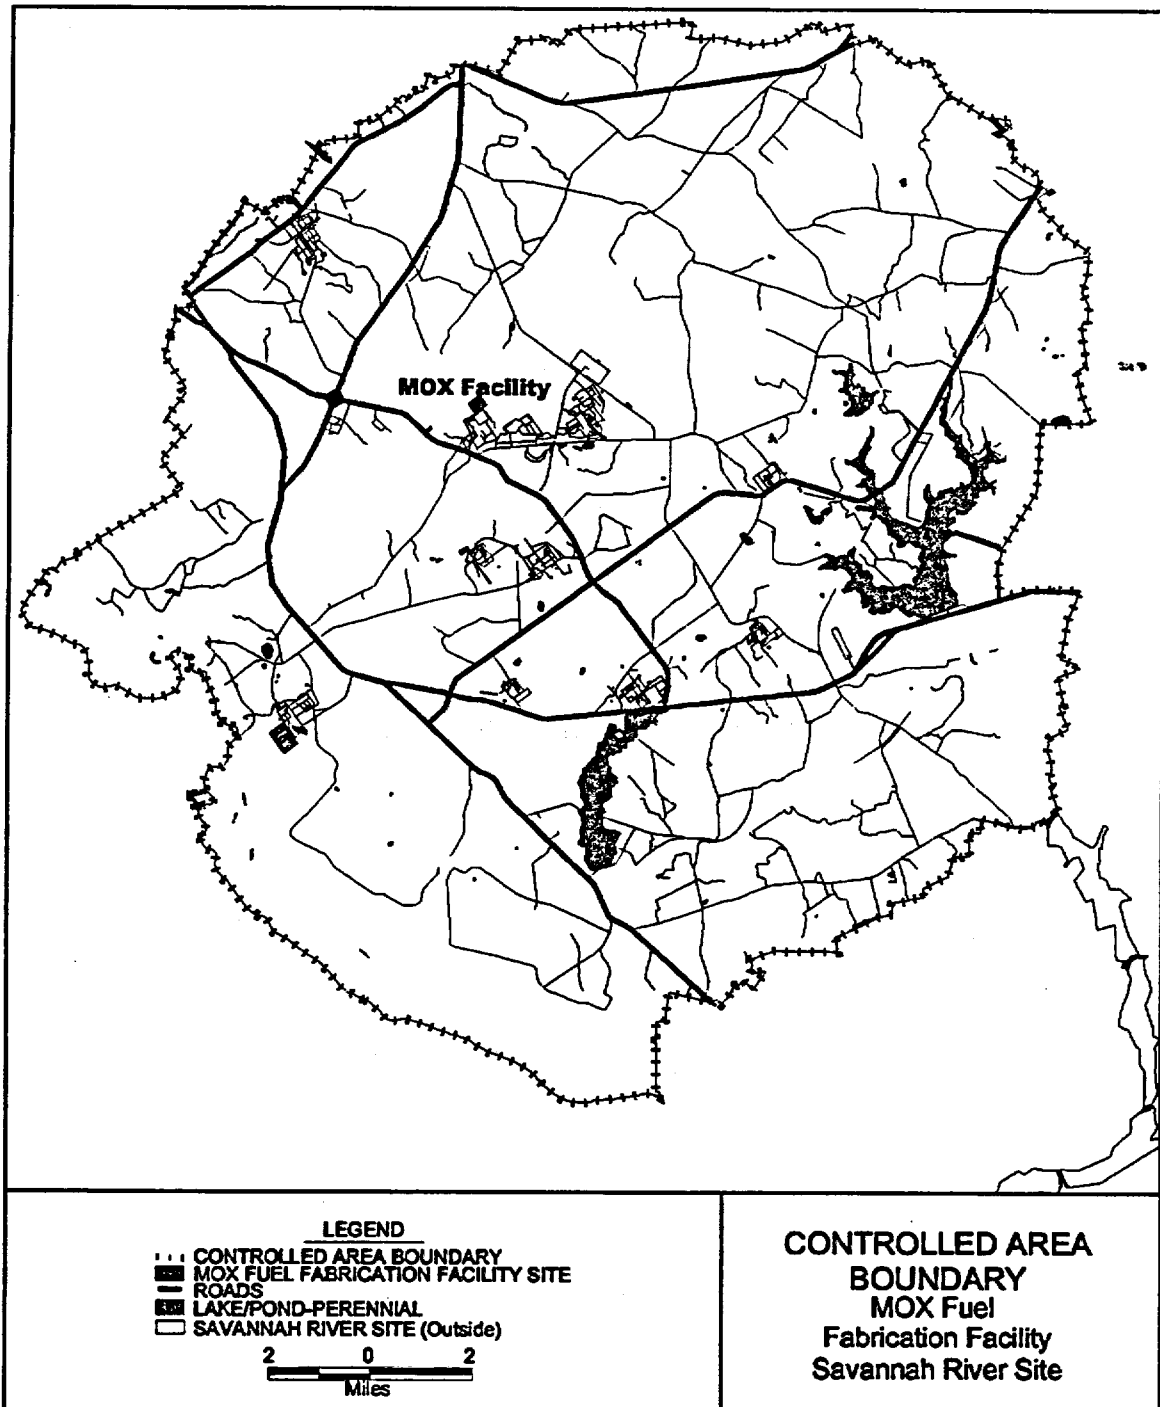 MOX Facility
LEGEND
CONTROLLED AREA BOUNDARY
MOX FUEL FABRICATION FACILITY SITE
ROADS
LAKE/POND-PERENNIAL
SAVANNAH RIVER SITE (Outside)
2 0 2
Miles
CONTROLLED AREA
BOUNDARY
MOX Fuel
Fabrication Facility
Savannah River Site